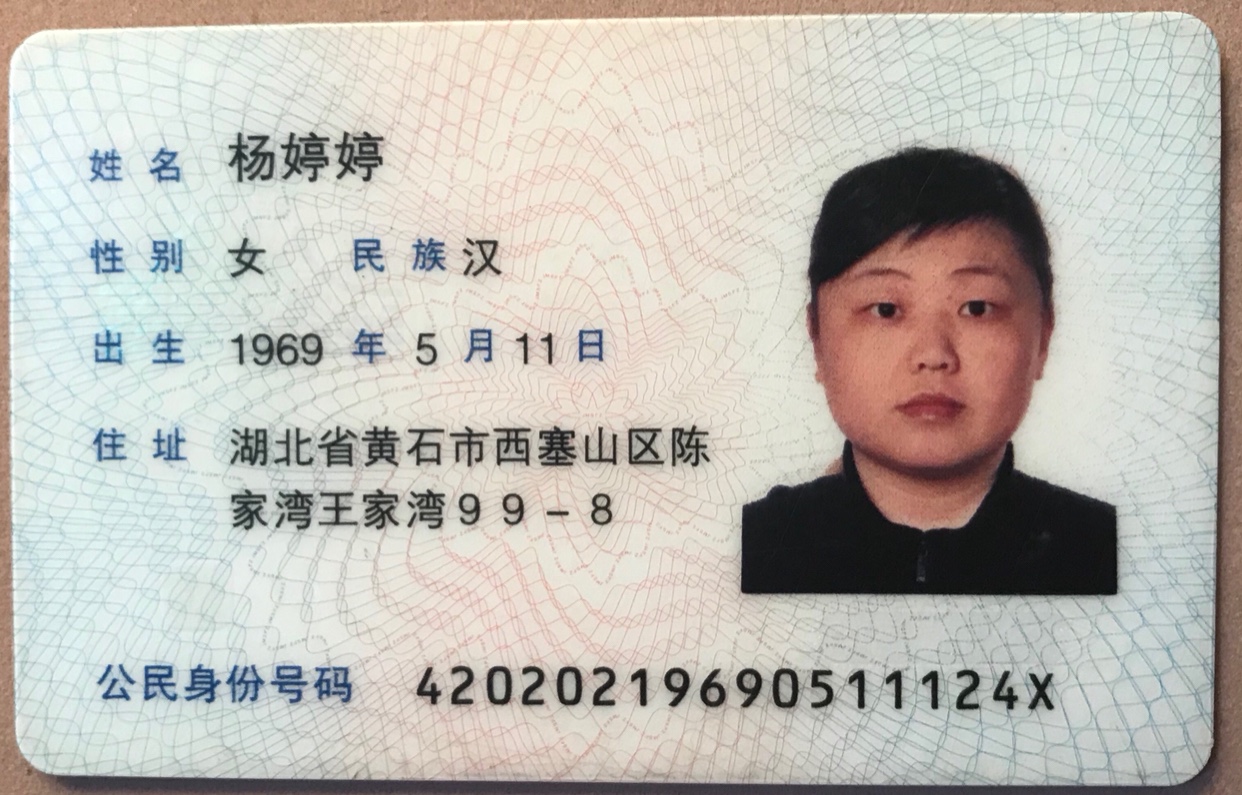 姓名 杨婷婷
性别 女 民族 汉
出生 1969 年 5 月 11 日
住址 湖北省黄石市西塞山区陈
家湾王家湾99-8
公民身份号码 42020219690511124X